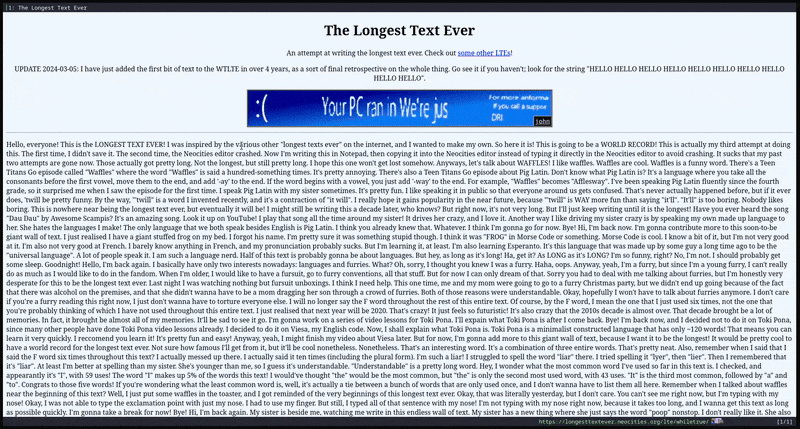 1: The Longest Text Ever
The Longest Text Ever
An attempt at writing the longest text ever. Check out some other LTEs!
UPDATE 2024-03-05: I have just added the first bit of text to the WTLTE in over 4 years, as a sort of final retrospective on the whole thing. Go see it if you haven't; look for the string "HELLO HELLO HELLO HELLO HELLO HELLO HELLO HELLO
HELLO HELLO".
:( Your PC ran in We're jus
For more informa
If you call a suppo
DRI
john
Hello, everyone! This is the LONGEST TEXT EVER! I was inspired by the various other "longest texts ever" on the internet, and I wanted to make my own. So here it is! This is going to be a WORLD RECORD! This is actually my third attempt at doing
this. The first time, I didn't save it. The second time, the Neocities editor crashed. Now I'm writing this in Notepad, then copying it into the Neocities editor instead of typing it directly in the Neocities editor to avoid crashing. It sucks that my past
two attempts are gone now. Those actually got pretty long. Not the longest, but still pretty long. I hope this one won't get lost somehow. Anyways, let's talk about WAFFLES! I like waffles. Waffles are cool. Waffles is a funny word. There's a Teen
Titans Go episode called "Waffles" where the word "Waffles" is said a hundred-something times. It's pretty annoying. There's also a Teen Titans Go episode about Pig Latin. Don't know what Pig Latin is? It's a language where you take all the
consonants before the first vowel, move them to the end, and add '-ay' to the end. If the word begins with a vowel, you just add '-way' to the end. For example, "Waffles" becomes "Afflesway". I've been speaking Pig Latin fluently since the fourth
grade, so it surprised me when I saw the episode for the first time. I speak Pig Latin with my sister sometimes. It's pretty fun. I like speaking it in public so that everyone around us gets confused. That's never actually happened before, but if it ever
does, 'twill be pretty funny. By the way, "'twill" is a word I invented recently, and it's a contraction of "it will". I really hope it gains popularity in the near future, because "'twill" is WAY more fun than saying "it'll". "It'll" is too boring. Nobody likes
boring. This is nowhere near being the longest text ever, but eventually it will be! I might still be writing this a decade later, who knows? But right now, it's not very long. But I'll just keep writing until it is the longest! Have you ever heard the song
"Dau Dau" by Awesome Scampis? It's an amazing song. Look it up on YouTube! I play that song all the time around my sister! It drives her crazy, and I love it. Another way I like driving my sister crazy is by speaking my own made up language to
her. She hates the languages I make! The only language that we both speak besides English is Pig Latin. I think you already knew that. Whatever. I think I'm gonna go for now. Bye! Hi, I'm back now. I'm gonna contribute more to this soon-to-be
giant wall of text. I just realised I have a giant stuffed frog on my bed. I forgot his name. I'm pretty sure it was something stupid though. I think it was "FROG" in Morse Code or something. Morse Code is cool. I know a bit of it, but I'm not very good
at it. I'm also not very good at French. I barely know anything in French, and my pronunciation probably sucks. But I'm learning it, at least. I'm also learning Esperanto. It's this language that was made up by some guy a long time ago to be the
"universal language". A lot of people speak it. I am such a language nerd. Half of this text is probably gonna be about languages. But hey, as long as it's long! Ha, get it? As LONG as it's LONG? I'm so funny, right? No, I'm not. I should probably get
some sleep. Goodnight! Hello, I'm back again. I basically have only two interests nowadays: languages and furries. What? Oh, sorry, I thought you knew I was a furry. Haha, oops. Anyway, yeah, I'm a furry, but since I'm a young furry, I can't really
do as much as I would like to do in the fandom. When I'm older, I would like to have a fursuit, go to furry conventions, all that stuff. But for now I can only dream of that. Sorry you had to deal with me talking about furries, but I'm honestly very
desperate for this to be the longest text ever. Last night I was watching nothing but fursuit unboxings. I think I need help. This one time, me and my mom were going to go to a furry Christmas party, but we didn't end up going because of the fact
that there was alcohol on the premises, and that she didn't wanna have to be a mom dragging her son through a crowd of furries. Both of those reasons were understandable. Okay, hopefully I won't have to talk about furries anymore. I don't care
if you're a furry reading this right now, I just don't wanna have to torture everyone else. I will no longer say the F word throughout the rest of this entire text. Of course, by the F word, I mean the one that I just used six times, not the one that
you're probably thinking of which I have not used throughout this entire text. I just realised that next year will be 2020. That's crazy! It just feels so futuristic! It's also crazy that the 2010s decade is almost over. That decade brought be a lot of
memories. In fact, it brought be almost all of my memories. It'll be sad to see it go. I'm gonna work on a series of video lessons for Toki Pona. I'll explain what Toki Pona is after I come back. Bye! I'm back now, and I decided not to do it on Toki Pona,
since many other people have done Toki Pona video lessons already. I decided to do it on Viesa, my English code. Now, I shall explain what Toki Pona is. Toki Pona is a minimalist constructed language that has only ~120 words! That means you can
learn it very quickly. I reccomend you learn it! It's pretty fun and easy! Anyway, yeah, I might finish my video about Viesa later. But for now, I'm gonna add more to this giant wall of text, because I want it to be the longest! It would be pretty cool to
have a world record for the longest text ever. Not sure how famous I'll get from it, but it'll be cool nonetheless. Nonetheless. That's an interesting word. It's a combination of three entire words. That's pretty neat. Also, remember when I said that I
said the F word six times throughout this text? I actually messed up there. I actually said it ten times (including the plural form). I'm such a liar! I struggled to spell the word "liar" there. I tried spelling it "lyer", then "lier". Then I remembered that
it's "liar". At least I'm better at spelling than my sister. She's younger than me, so I guess it's understandable. "Understandable" is a pretty long word. Hey, I wonder what the most common word I've used so far in this text is. I checked, and
appearantly it's "I", with 59 uses! The word "I" makes up 5% of the words this text! I would've thought "the" would be the most common, but "the" is only the second most used word, with 43 uses. "It" is the third most common, followed by "a" and
"to". Congrats to those five words! If you're wondering what the least common word is, well, it's actually a tie between a bunch of words that are only used once, and I don't wanna have to list them all here. Remember when I talked about waffles
near the beginning of this text? Well, I just put some waffles in the toaster, and I got reminded of the very beginnings of this longest text ever. Okay, that was literally yesterday, but I don't care. You can't see me right now, but I'm typing with my
nose! Okay, I was not able to type the exclamation point with just my nose. I had to use my finger. But still, I typed all of that sentence with my nose! I'm not typing with my nose right now, because it takes too long, and I wanna get this text as long
as possible quickly. I'm gonna take a break for now! Bye! Hi, I'm back again. My sister is beside me, watching me write in this endless wall of text. My sister has a new thing where she just says the word "poop" nonstop. I don't really like it. She also
https://longesttextever.neocities.org/lte/whiletrue/ [1/1]